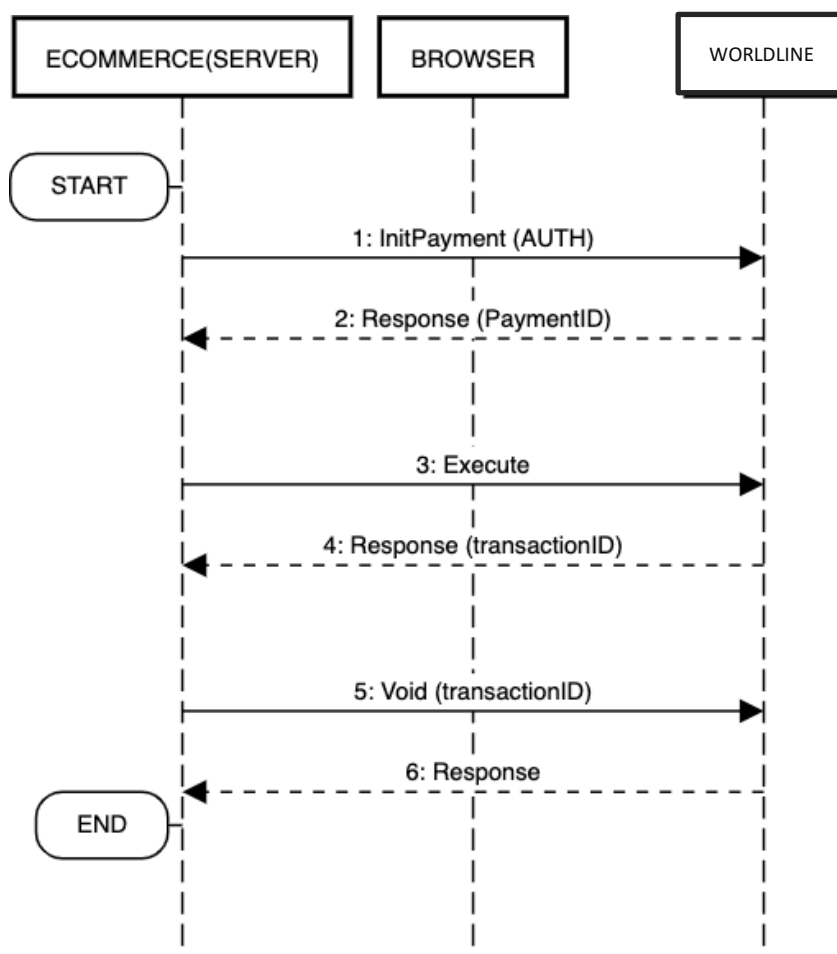 ECOMMERCE(SERVER)
BROWSER
WORLDLINE
START
1: InitPayment (AUTH)
2: Response (PaymentID)
3: Execute
4: Response (transactionID)
5: Void (transactionID)
6: Response
END